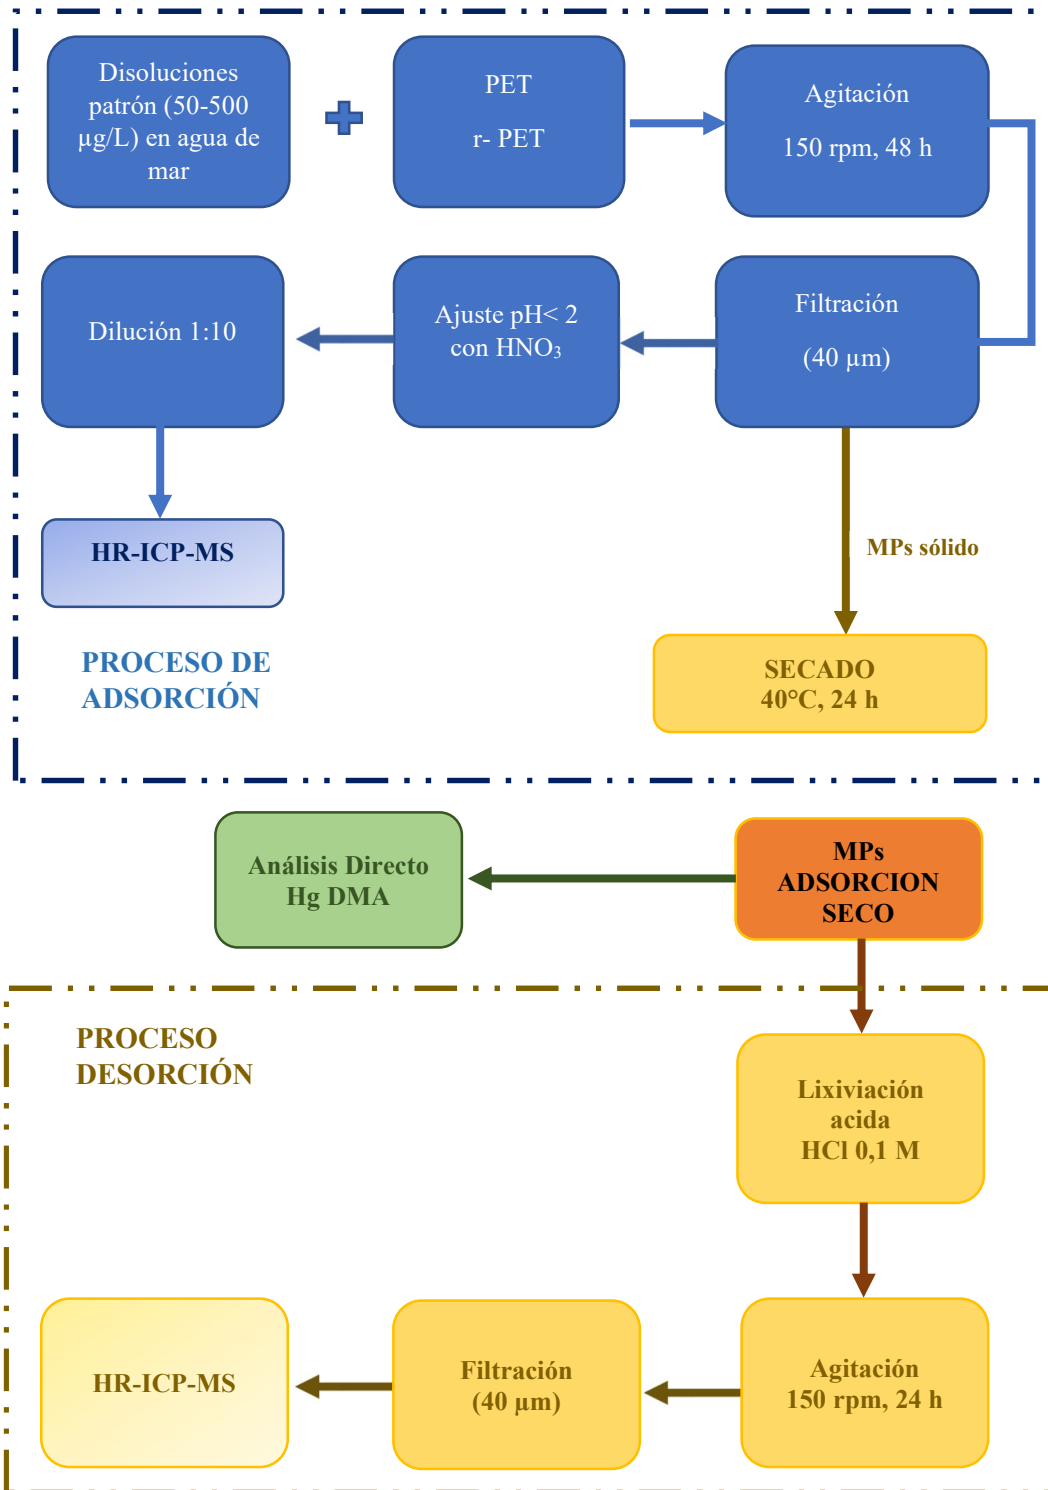 Disoluciones
patrón (50-500
µg/L) en agua de
mar
PET
r- PET
Agitación
150 rpm, 48 h
Dilución 1:10
Ajuste pH< 2
con HNO₃
Filtración
(40 µm)
HR-ICP-MS
MPs sólido
PROCESO DE
ADSORCIÓN
SECADO
40°C, 24 h
Análisis Directo
Hg DMA
MPs
ADSORCION
SECO
PROCESO
DESORCIÓN
Lixiviación
acida
HCl 0,1 M
HR-ICP-MS
Filtración
(40 µm)
Agitación
150 rpm, 24 h